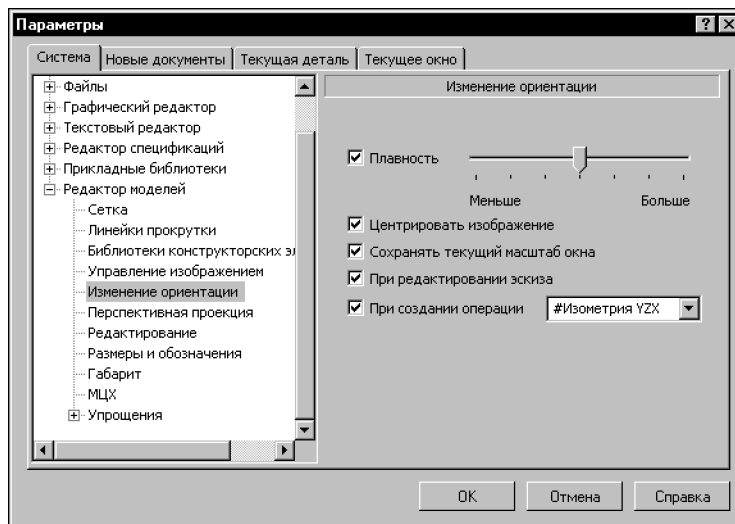 Параметры
Система Новые документы Текущая деталь Текущее окно
Файлы
Графический редактор
Текстовый редактор
Редактор спецификаций
Прикладные библиотеки
Редактор моделей
Сетка
Линейки прокрутки
Библиотеки конструкторских эл
Управление изображением
Изменение ориентации
Перспективная проекция
Редактирование
Размеры и обозначения
Габарит
МЦХ
Упрощения
Изменение ориентации
Плавность
Меньше Больше
Центрировать изображение
Сохранять текущий масштаб окна
При редактировании эскиза
При создании операции #Изометрия YZX
OK Отмена Справка